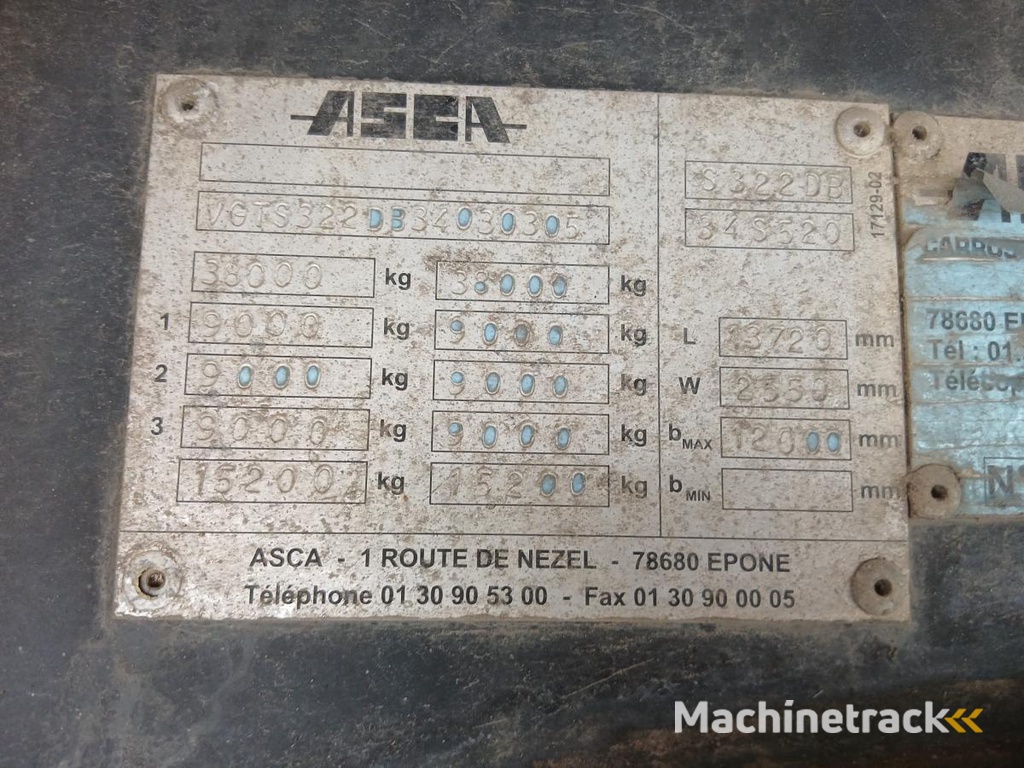 ASCA
S322DB
VGTS322DB34030305
34S520
17129-02
38000 kg 38000 kg
1 9000 kg 9000 kg
L 13720 mm
2 9000 kg 9000 kg
W 2550 mm
3 9000 kg 9000 kg
bMAX 12000 mm
15200 kg 15200 kg
bMIN mm
ASCA - 1 ROUTE DE NEZEL - 78680 EPONE
Téléphone 01 30 90 53 00 - Fax 01 30 90 00 05
78680
Tél : 01.
Machinetrack